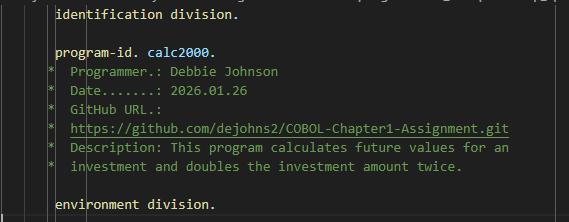 identification division.
program-id. calc2000.
* Programmer.: Debbie Johnson
* Date.......: 2026.01.26
* GitHub URL.:
* https://github.com/dejohns2/COBOL-Chapter1-Assignment.git
* Description: This program calculates future values for an
* investment and doubles the investment amount twice.
environment division.